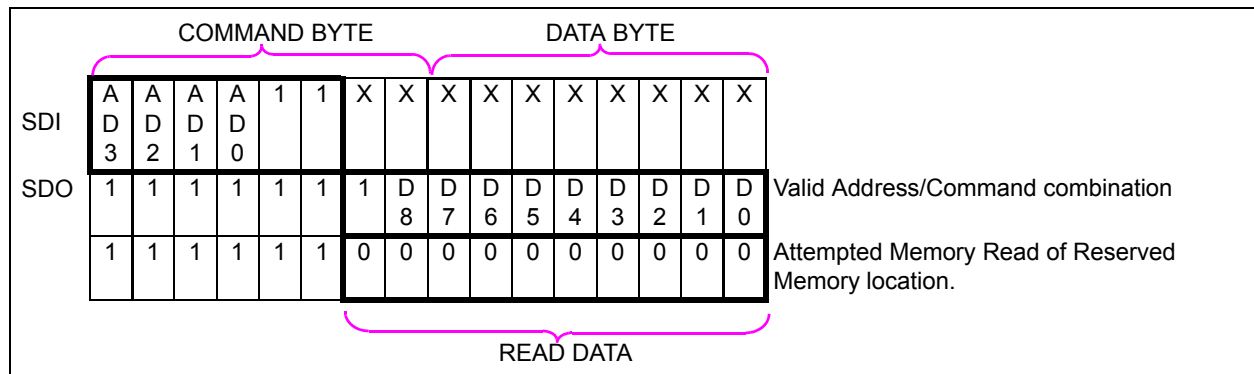 COMMAND BYTE DATA BYTE
SDI A A A A 1 1 X X X X X X X X X X
D D D D
3 2 1 0
SDO 1 1 1 1 1 1 1 D D D D D D D D D Valid Address/Command combination
8 7 6 5 4 3 2 1 0
1 1 1 1 1 1 0 0 0 0 0 0 0 0 0 0 Attempted Memory Read of Reserved
Memory location.
READ DATA